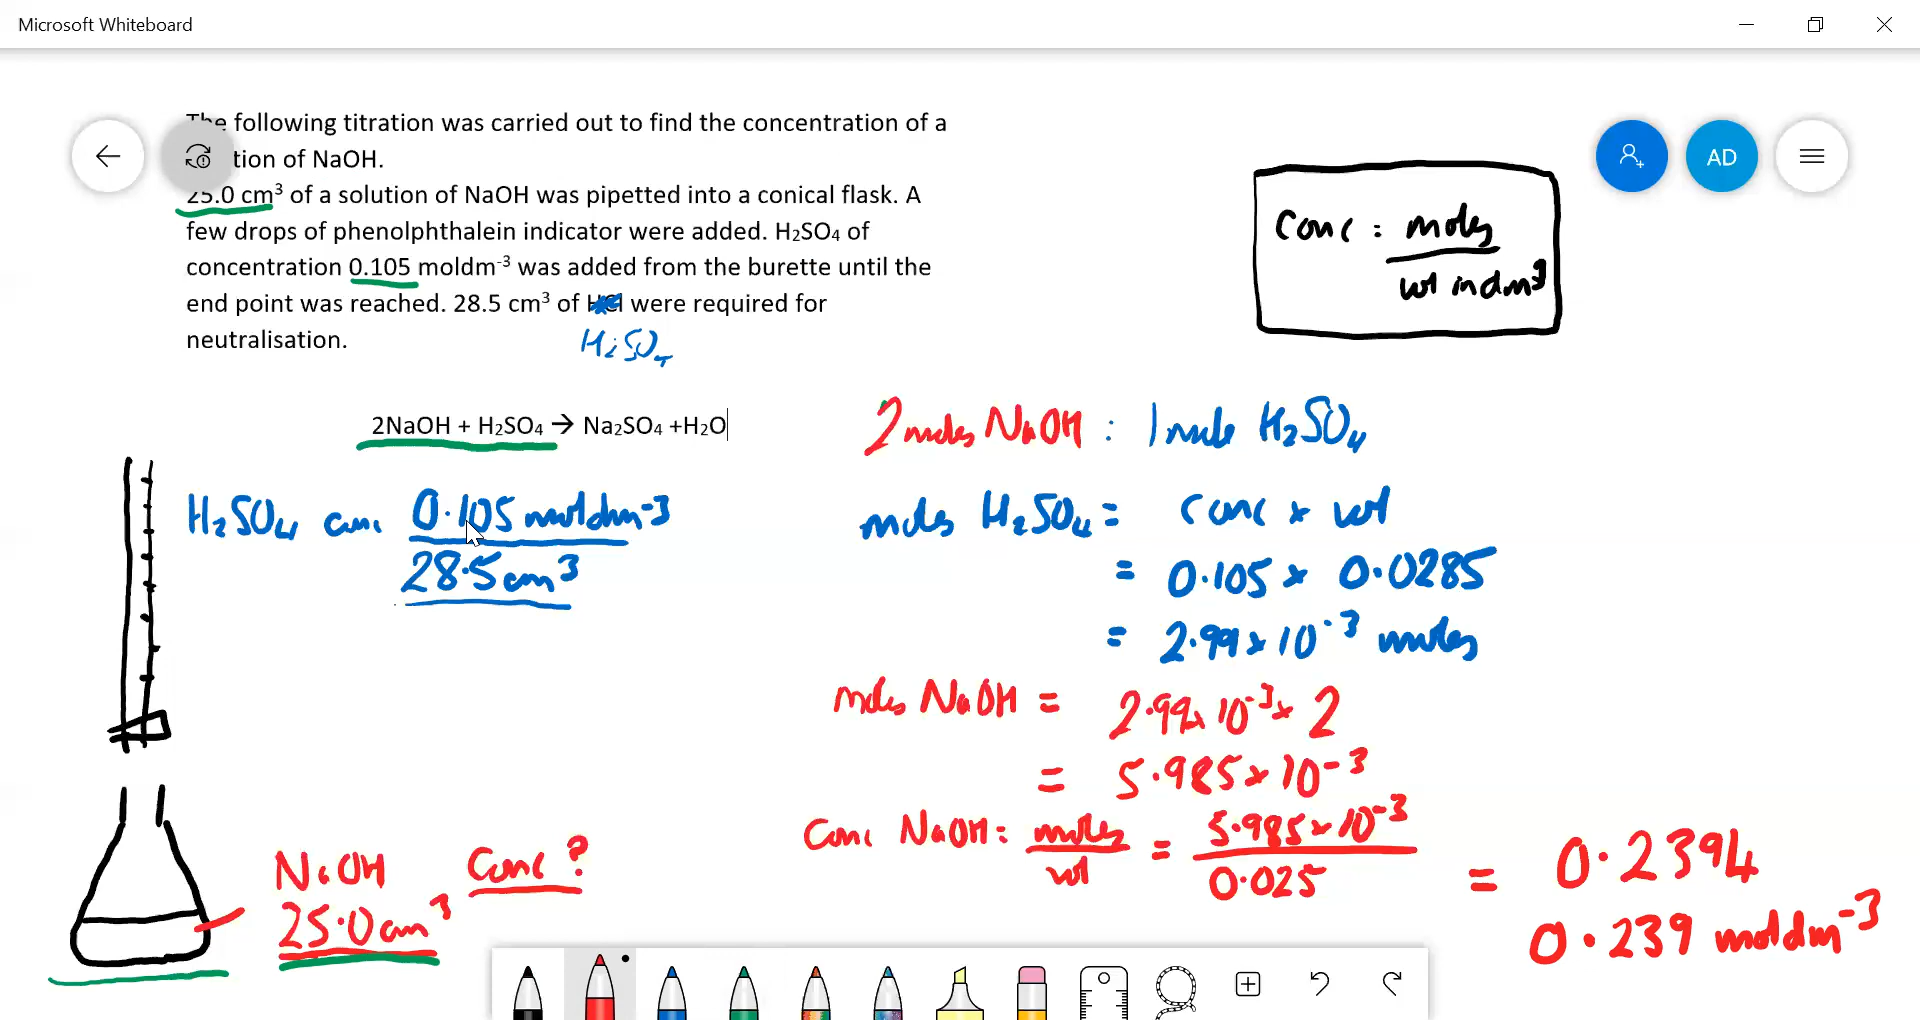 Microsoft Whiteboard
The following titration was carried out to find the concentration of a
tion of NaOH.
25.0 cm³ of a solution of NaOH was pipetted into a conical flask. A
few drops of phenolphthalein indicator were added. H₂SO₄ of
concentration 0.105 moldm⁻³ was added from the burette until the
end point was reached. 28.5 cm³ of HCl were required for
neutralisation.
H₂SO₄
2NaOH + H₂SO₄ → Na₂SO₄ +H₂O
AD
Conc = moles
vol in dm³
2 moles NaOH : 1 mole H₂SO₄
H₂SO₄ conc 0.105 moldm⁻³
28.5 cm³
moles H₂SO₄ = conc × vol
= 0.105 × 0.0285
= 2.99 × 10⁻³ moles
moles NaOH = 2.99 × 10⁻³ × 2
= 5.985 × 10⁻³
Conc NaOH = moles / vol = 5.985 × 10⁻³ / 0.025 = 0.2394
0.239 moldm⁻³
NaOH Conc ?
25.0 cm³